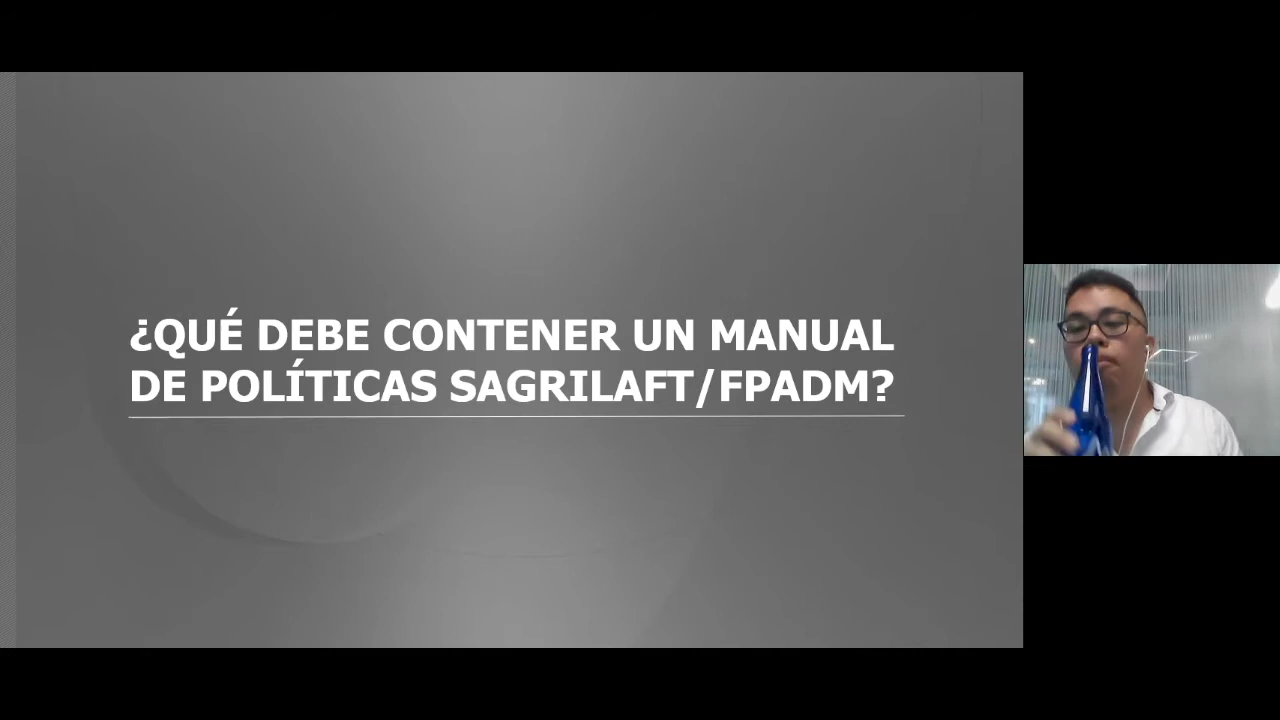 ¿QUÉ DEBE CONTENER UN MANUAL
DE POLÍTICAS SAGRILAFT/FPADM?